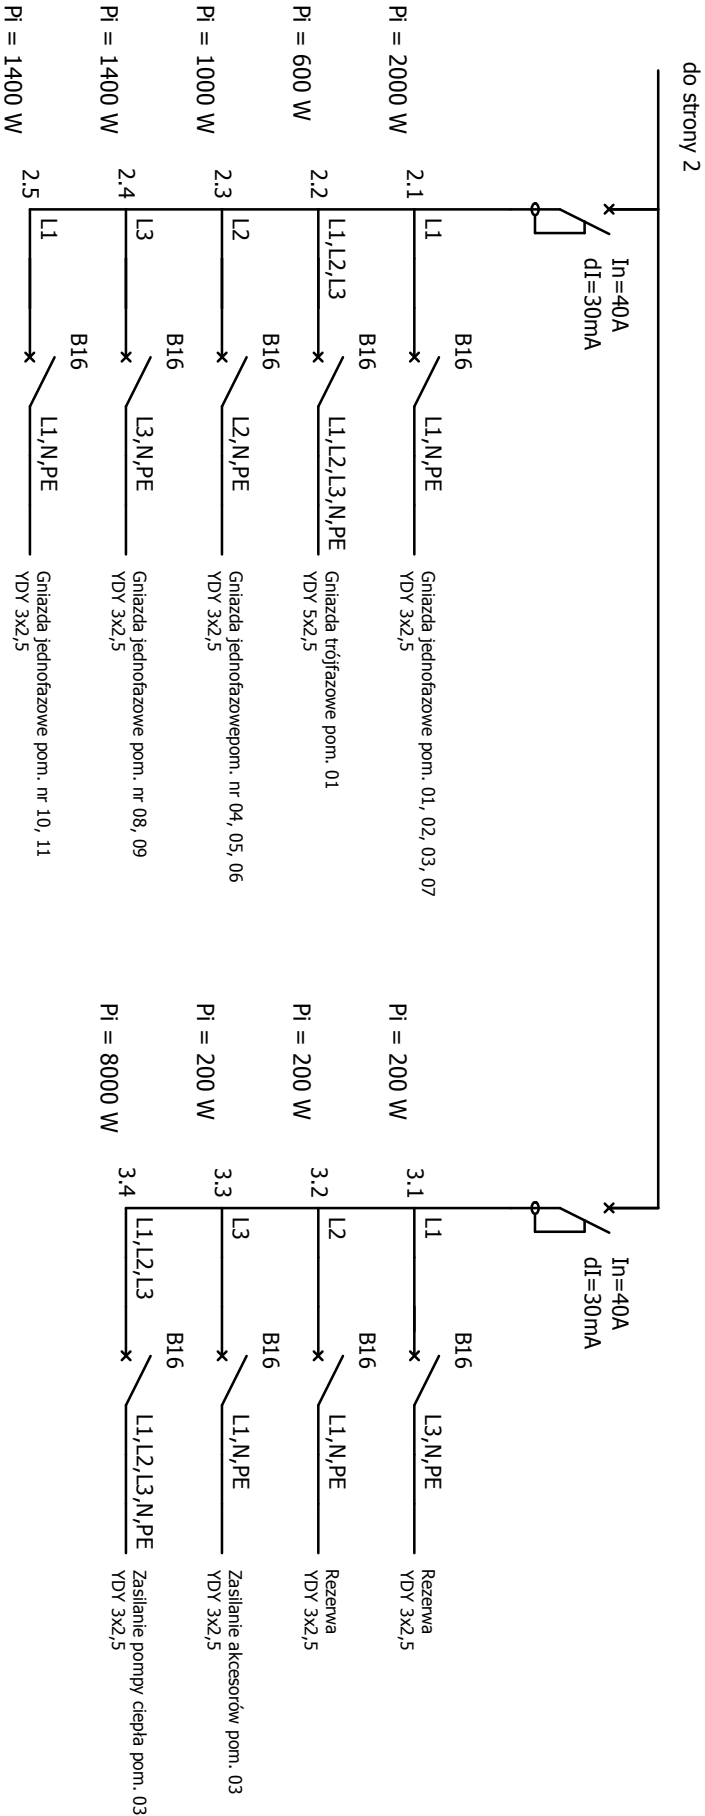 do strony 2
In=40A
dI=30mA
Pi = 2000 W
2.1
L1
B16
L1,N,PE
Gniazda jednofazowe pom. 01, 02, 03, 07
YDY 3x2,5
Pi = 600 W
2.2
L1,L2,L3
B16
L1,L2,L3,N,PE
Gniazda trójfazowe pom. 01
YDY 5x2,5
Pi = 1000 W
2.3
L2
B16
L2,N,PE
Gniazda jednofazowepom. nr 04, 05, 06
YDY 3x2,5
Pi = 1400 W
2.4
L3
B16
L3,N,PE
Gniazda jednofazowe pom. nr 08, 09
YDY 3x2,5
Pi = 1400 W
2.5
L1
B16
L1,N,PE
Gniazda jednofazowe pom. nr 10, 11
YDY 3x2,5
In=40A
dI=30mA
Pi = 200 W
3.1
L1
B16
L3,N,PE
Rezerwa
YDY 3x2,5
Pi = 200 W
3.2
L2
B16
L1,N,PE
Rezerwa
YDY 3x2,5
Pi = 200 W
3.3
L3
B16
L1,N,PE
Zasilanie akcesorów pom. 03
YDY 3x2,5
Pi = 8000 W
3.4
L1,L2,L3
B16
L1,L2,L3,N,PE
Zasilanie pompy ciepła pom. 03
YDY 3x2,5